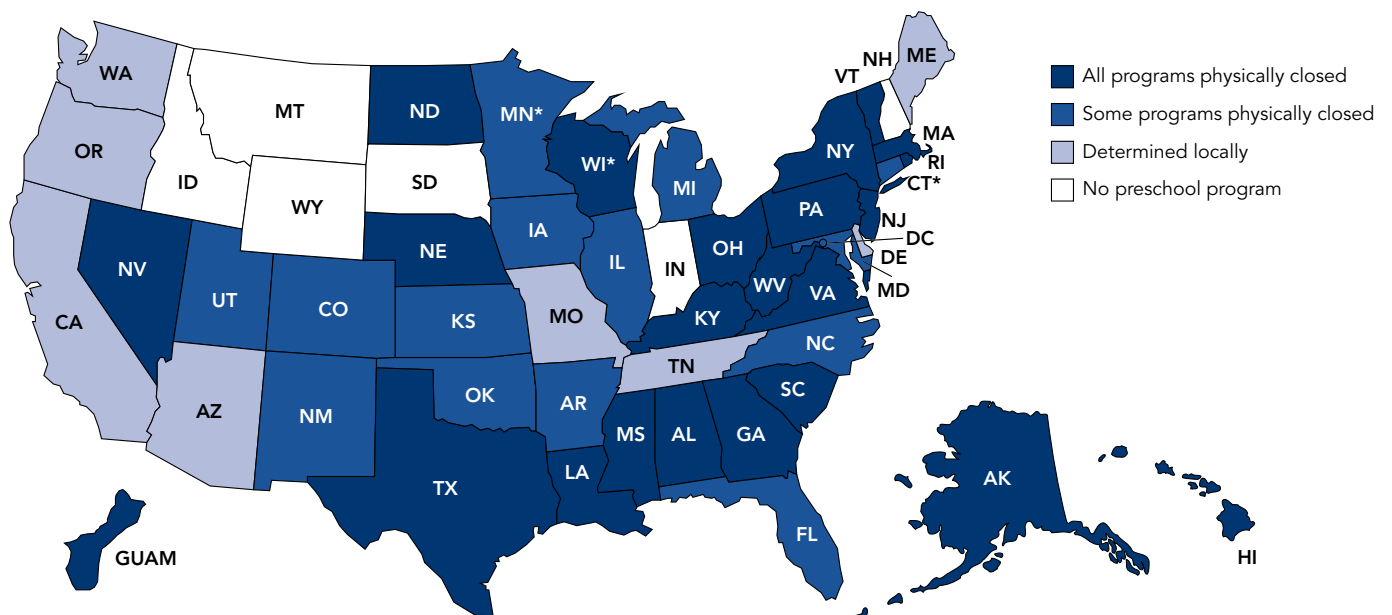 WA
MT
ND
MN*
VT
NH
ME
OR
ID
WY
SD
WI*
MI
NY
MA
RI
CT*
NV
UT
CO
NE
IA
IL
IN
OH
PA
NJ
DC
DE
MD
WV
VA
CA
AZ
NM
KS
MO
KY
TN
NC
OK
AR
SC
TX
LA
MS
AL
GA
FL
AK
HI
GUAM
All programs physically closed
Some programs physically closed
Determined locally
No preschool program